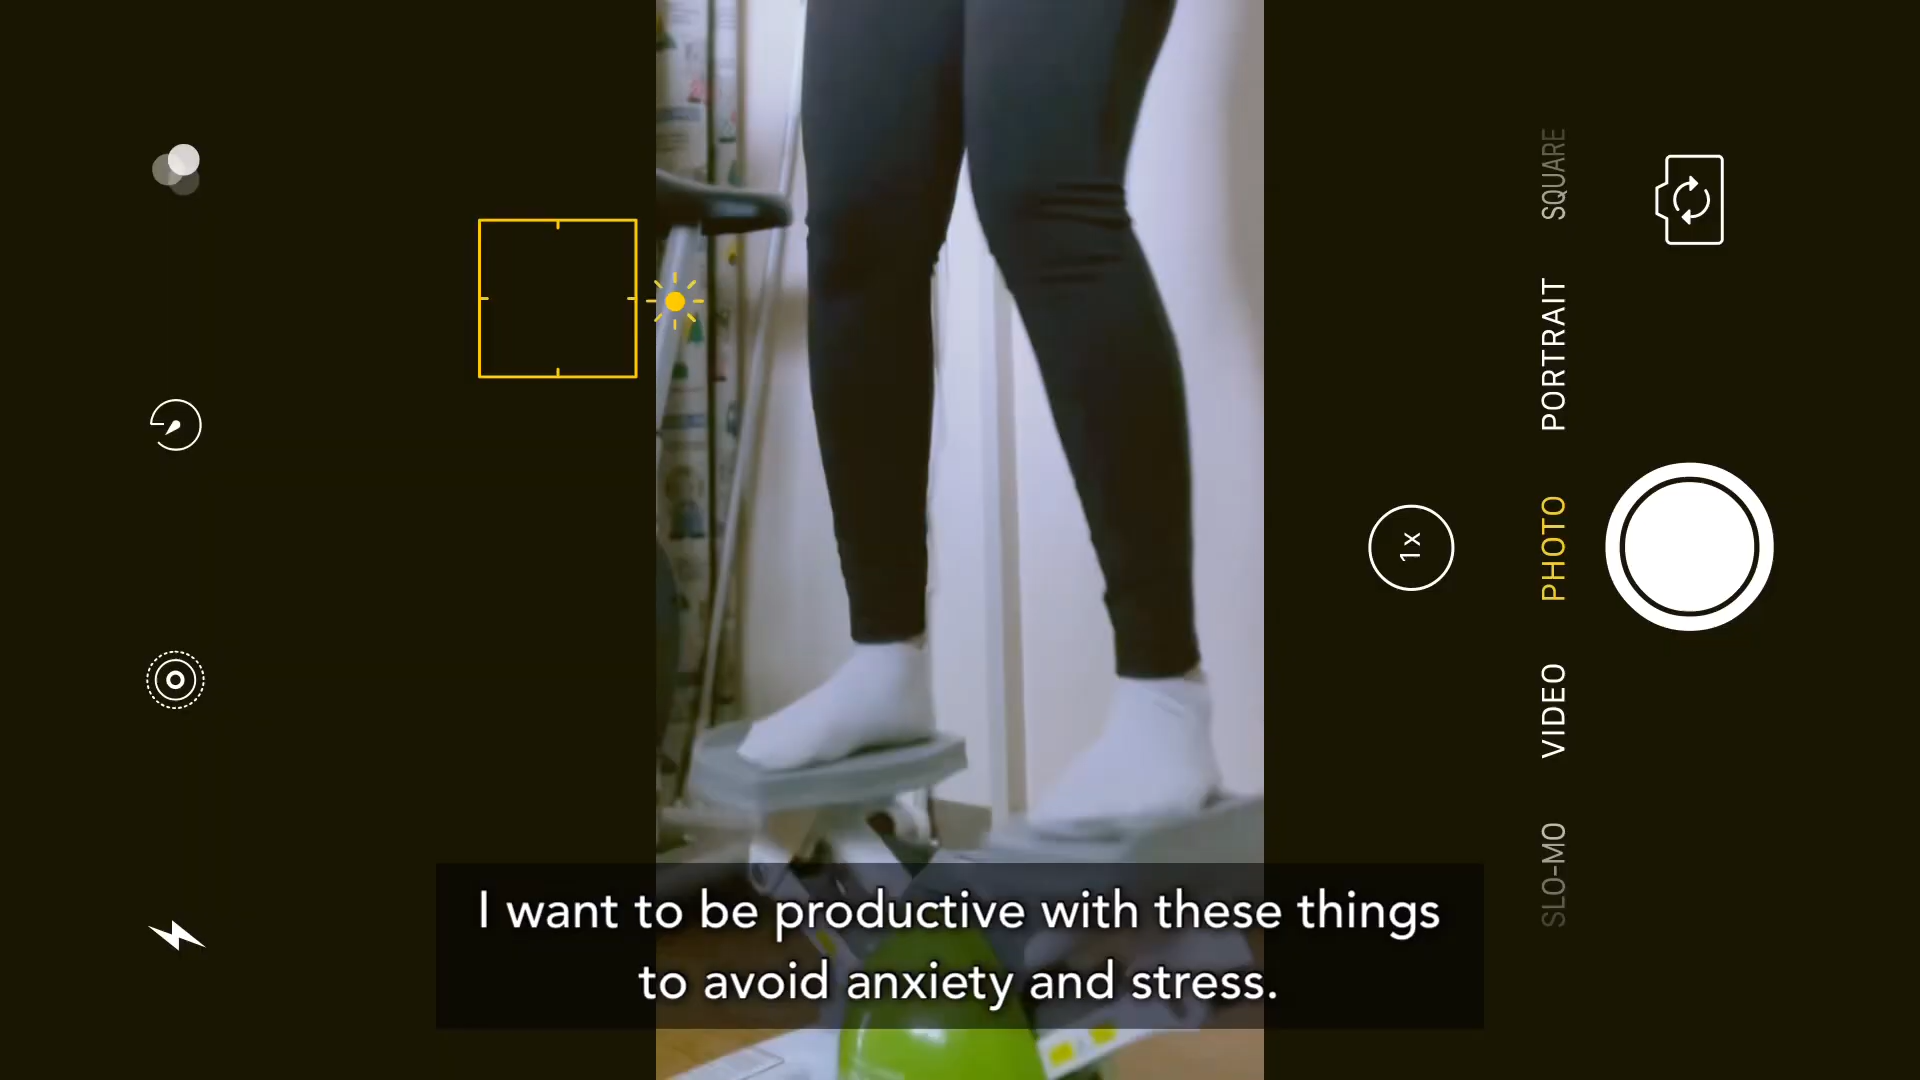 SQUARE
PORTRAIT
1x
PHOTO
VIDEO
SLO-MO
I want to be productive with these things
to avoid anxiety and stress.